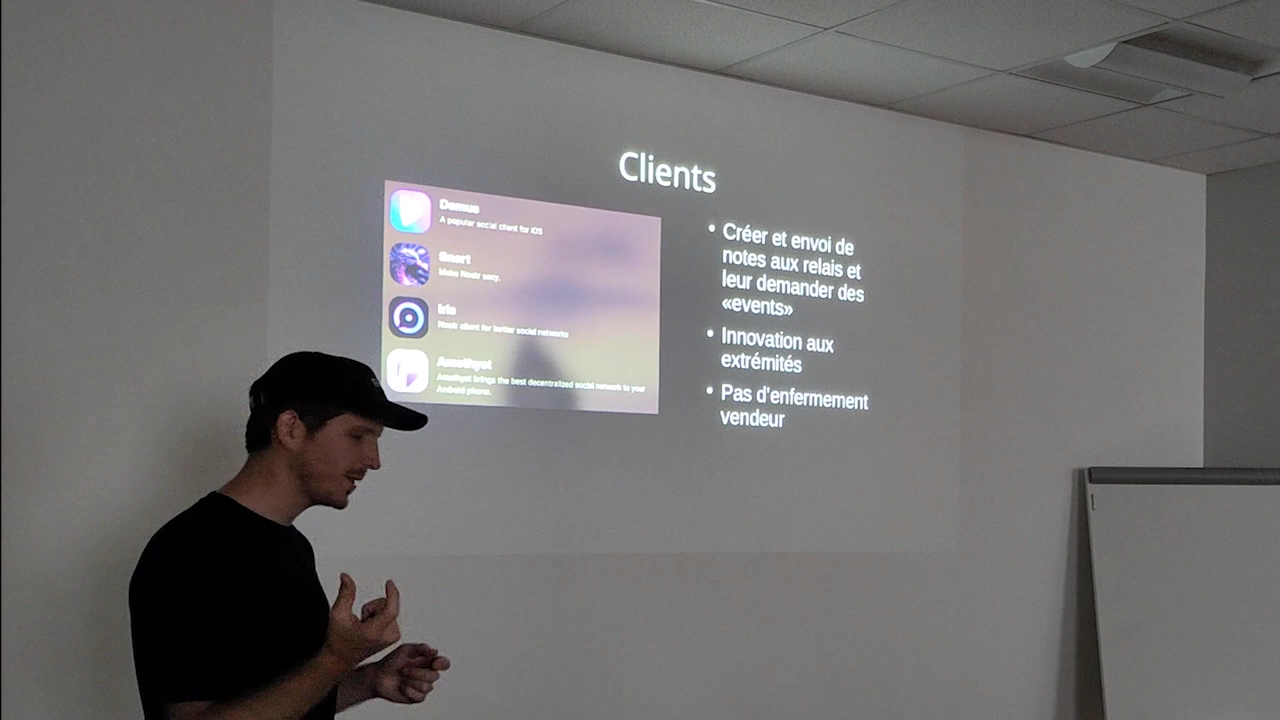 Clients
Damus
A popular social client for iOS
Snort
Make Nostr sexy.
Iris
Nostr client for better social networks
Amethyst
Amethyst brings the best decentralized social network to your
Android phone.
• Créer et envoi de
notes aux relais et
leur demander des
«events»
• Innovation aux
extrémités
• Pas d'enfermement
vendeur